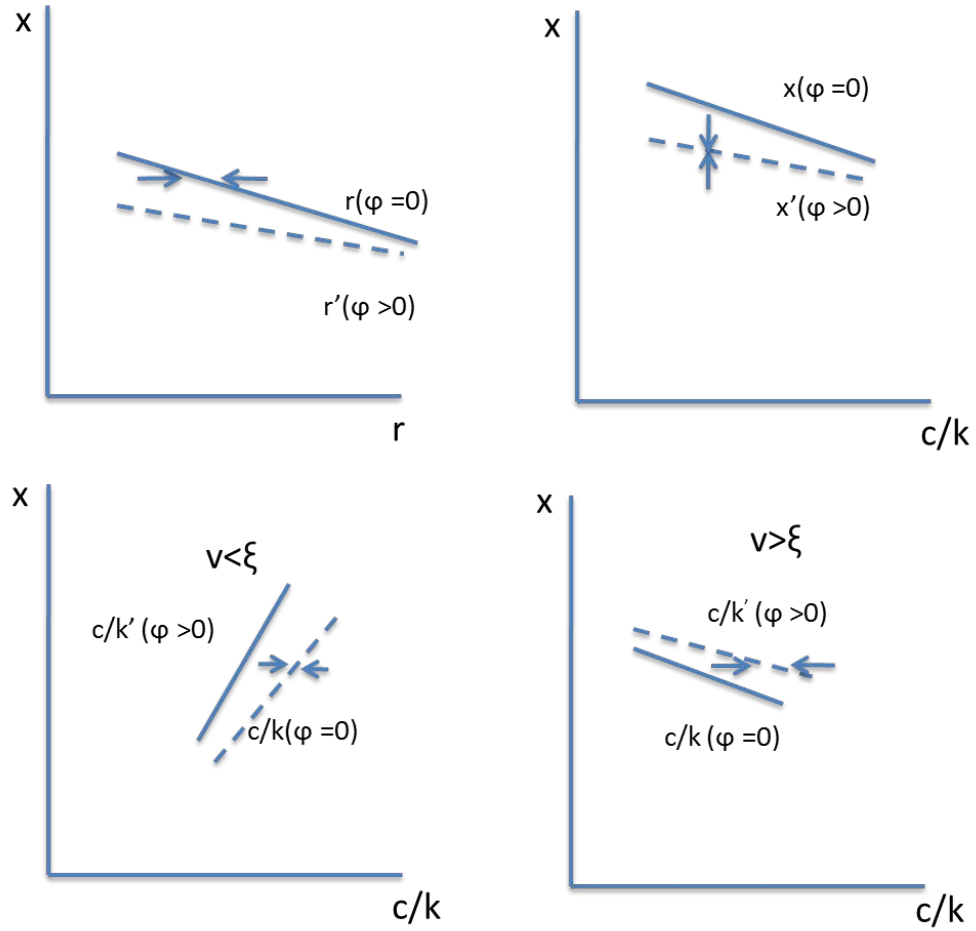 x
r(φ =0)
r’(φ >0)
r
x
x(φ =0)
x’(φ >0)
c/k
x
v<ξ
c/k’ (φ >0)
c/k(φ =0)
c/k
x
v>ξ
c/k’ (φ >0)
c/k (φ =0)
c/k